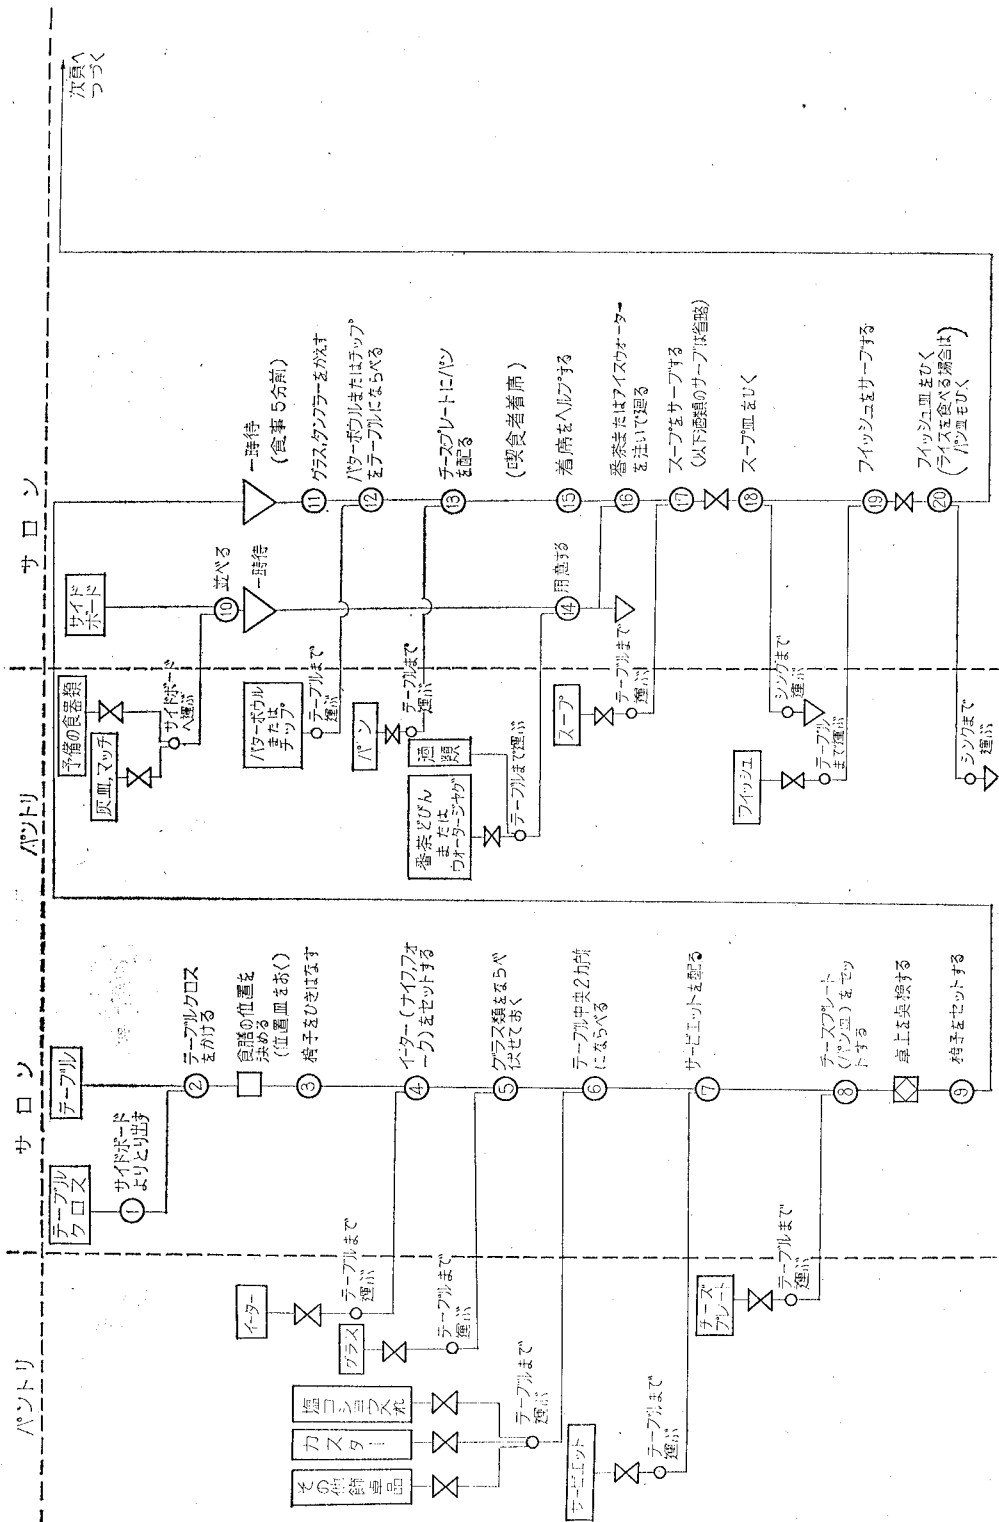 パントリ
サロン
パントリ
サロン
テーブル
クロス
テーブル
①
サイドボード
よりとり出す
②
テーブルクロス
をかける
食膳の位置を
決める
(位置皿をおく)
③
椅子をひきはなす
イーター
テーブルまで
運ぶ
④
イーター(ナイフ,フォ
ーク)をセットする
グラス
テーブルまで
運ぶ
⑤
グラス類をならべ
伏せておく
塩コショウ入れ
カスター
その他飾卓品
テーブルまで
運ぶ
⑥
テーブル中央2カ所
にならべる
サービエット
テーブルまで
運ぶ
⑦
サービエットを配る
チーズ
プレート
テーブルまで
運ぶ
⑧
チーズプレート
(パン皿)をセッ
トする
卓上を点検する
⑨
椅子をセットする
予備の食器類
灰皿,マッチ
サイドボード
へ運ぶ
サイド
ボード
⑩
並べる
一時待
一時待
(食事5分前)
⑪
グラス,タンブラーをかえす
バターボウル
または
チップ
テーブルまで
運ぶ
⑫
バターボウルまたはチップ
をテーブルにならべる
パン
テーブルまで
運ぶ
⑬
チーズプレートにパン
を配る
(喫食者着席)
酒類
番茶どびん
または
ウォータージャグ
テーブルまで運ぶ
⑭
用意する
⑮
着席をヘルプする
⑯
番茶またはアイスウォーター
を注いで廻る
スープ
テーブルまで
運ぶ
⑰
スープをサーブする
(以下酒類のサーブは省略)
⑱
スープ皿をひく
シンクまで
運ぶ
フィッシュ
テーブル
まで運ぶ
⑲
フィッシュをサーブする
⑳
フィッシュ皿をひく
(ライスを食べる場合は
パン皿もひく)
シンクまで
運ぶ
次頁へ
つづく